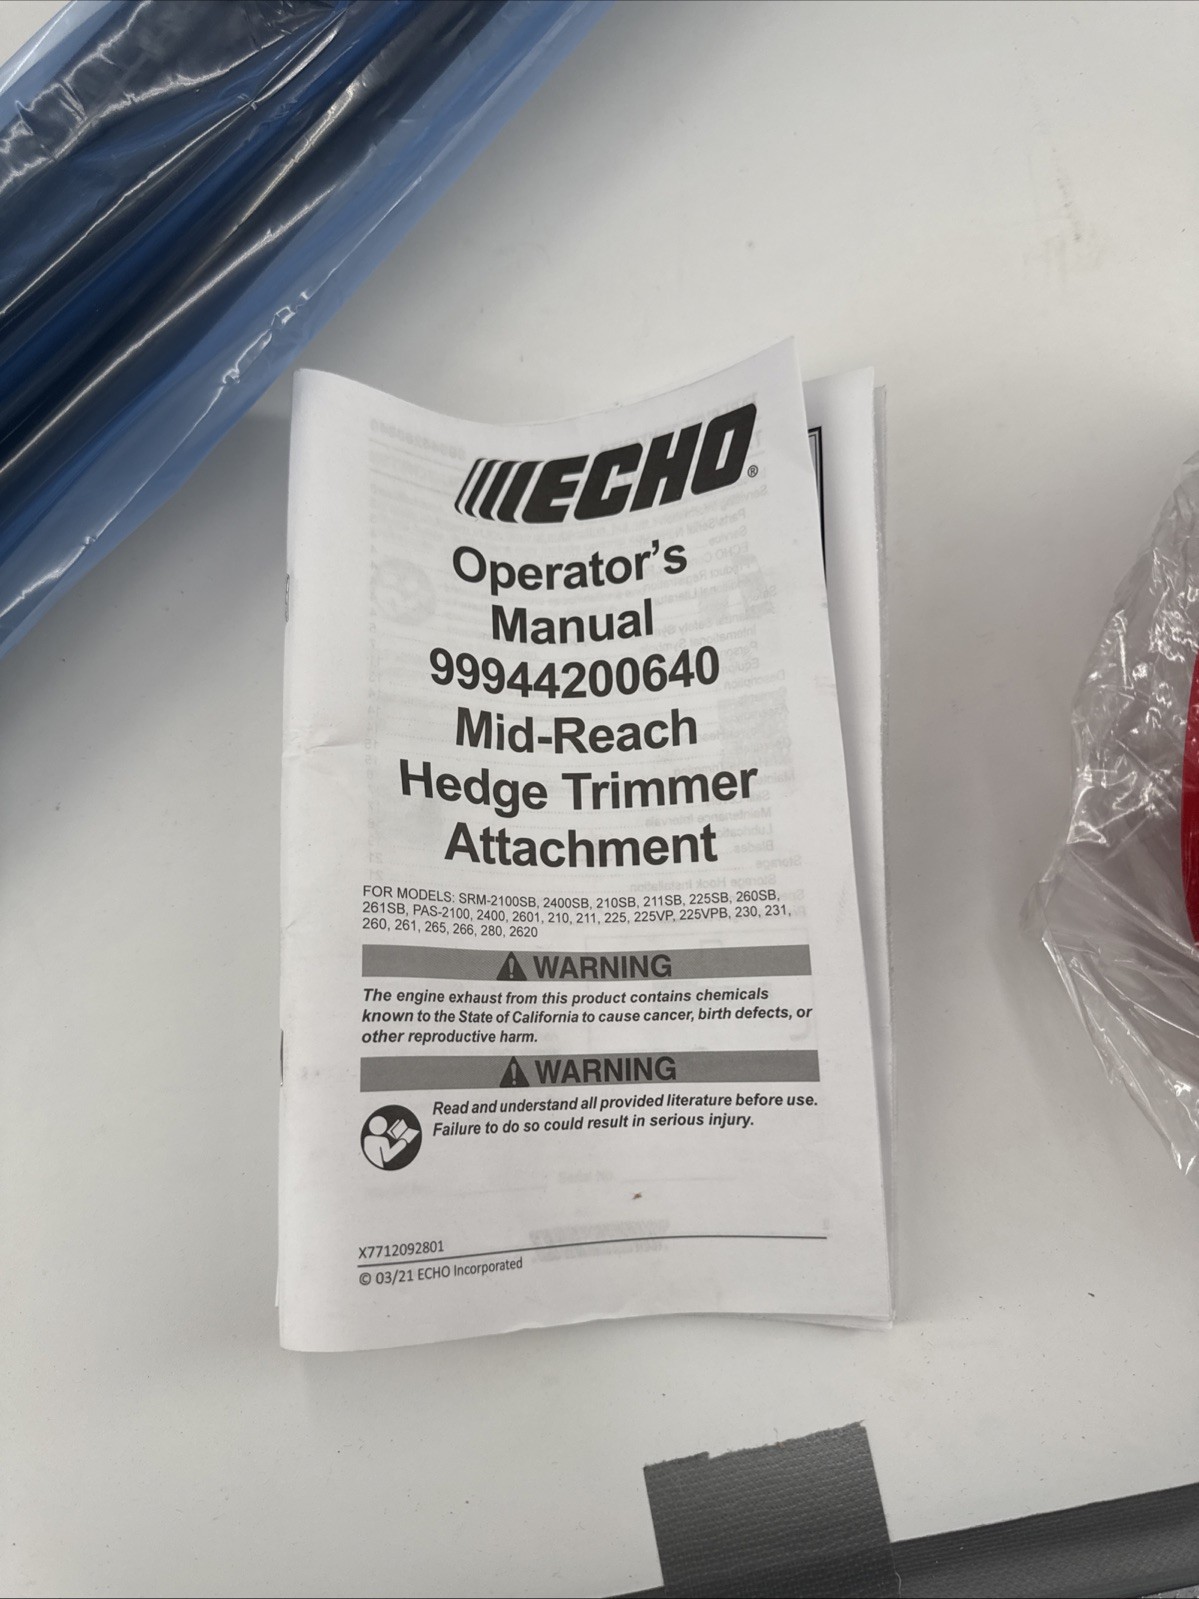 ECHO®
Operator's
Manual
99944200640
Mid-Reach
Hedge Trimmer
Attachment
FOR MODELS: SRM-2100SB, 2400SB, 210SB, 211SB, 225SB, 260SB,
261SB, PAS-2100, 2400, 2601, 210, 211, 225, 225VP, 225VPB, 230, 231,
260, 261, 265, 266, 280, 2620
WARNING
The engine exhaust from this product contains chemicals
known to the State of California to cause cancer, birth defects, or
other reproductive harm.
WARNING
Read and understand all provided literature before use.
Failure to do so could result in serious injury.
X7712092801
© 03/21 ECHO Incorporated